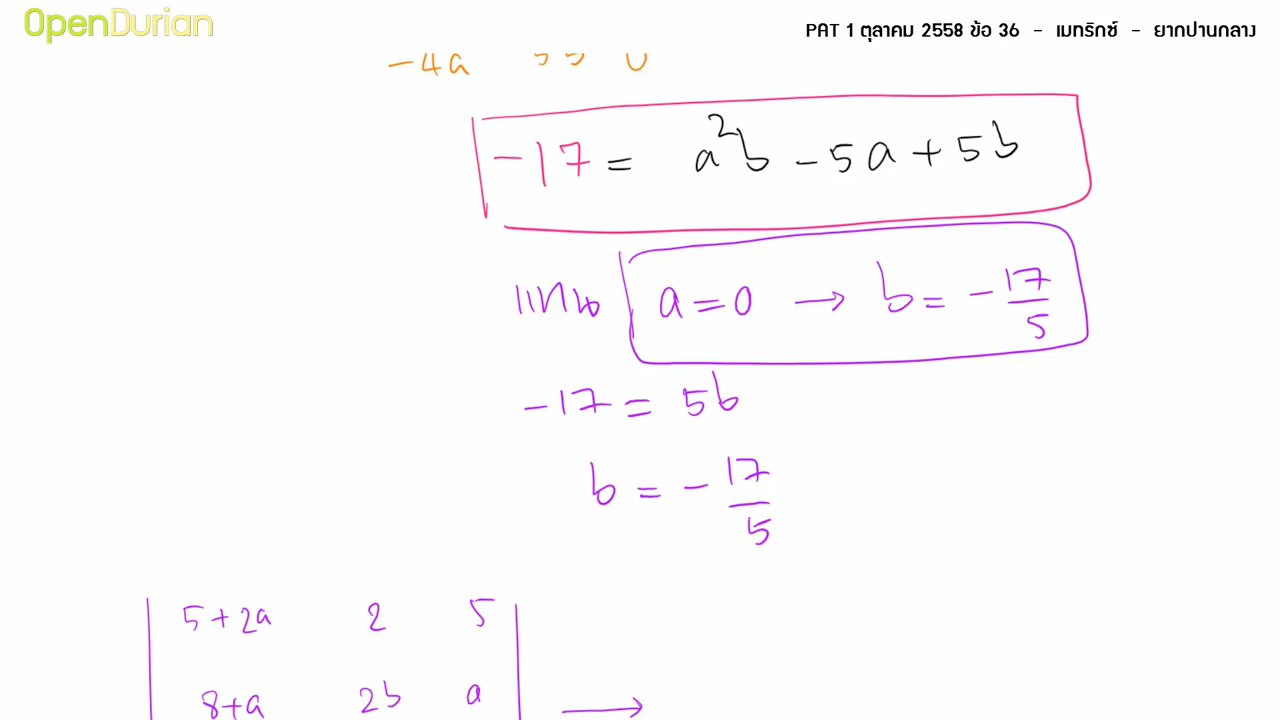 OpenDurian
PAT 1 ตุลาคม 2558 ข้อ 36 - เมทริกซ์ - ยากปานกลาง
-4a
-17 = a²b - 5a + 5b
แทน a = 0 → b = -17/5
-17 = 5b
b = -17/5
5+2a 2 5
8+a 2b a →